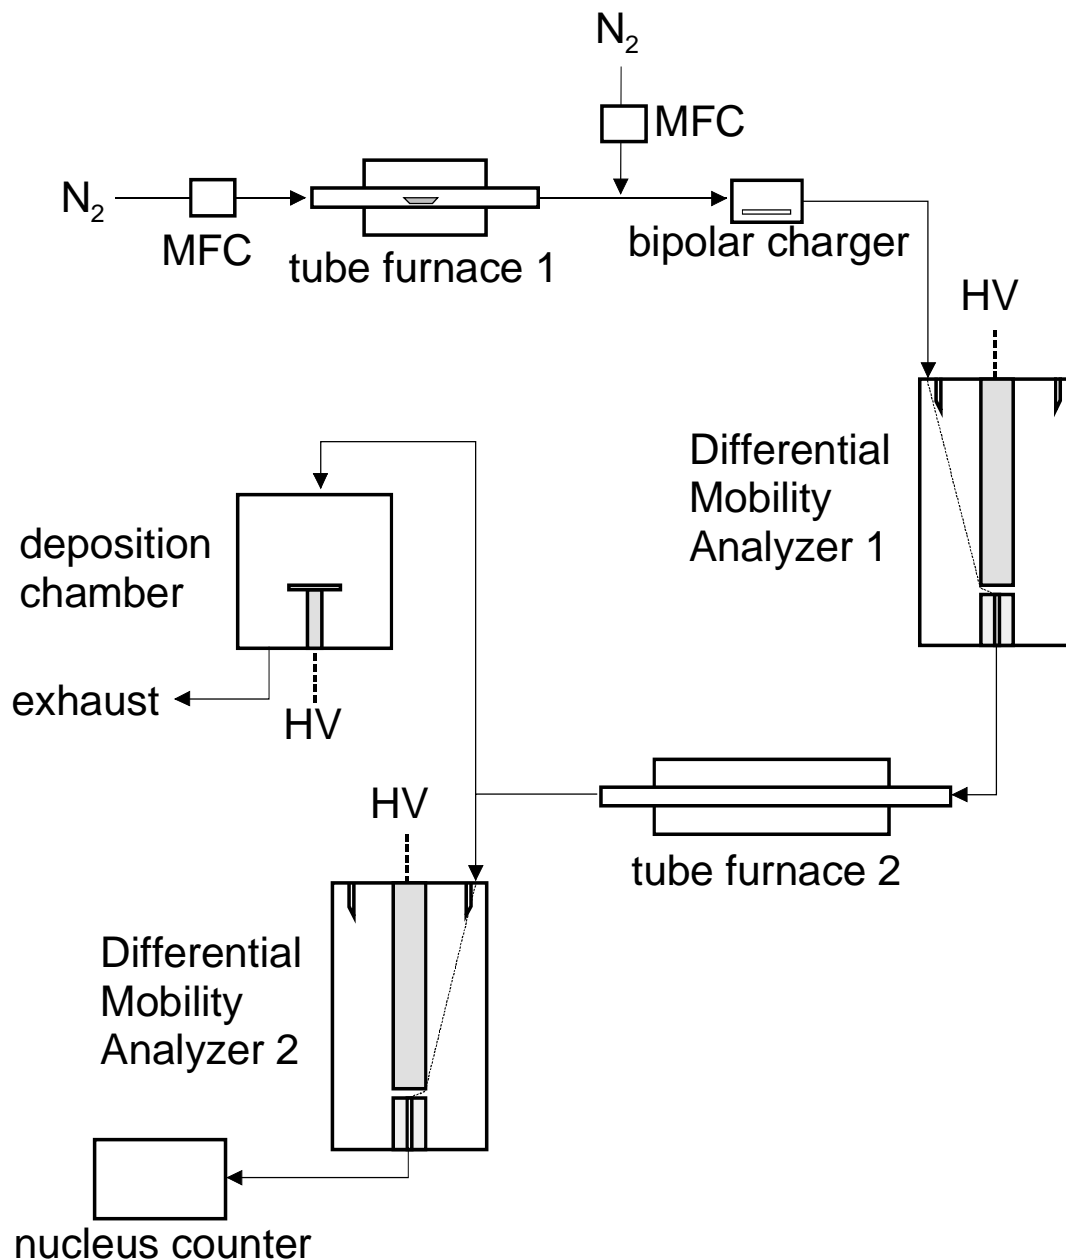 N2
MFC
N2
MFC
tube furnace 1
bipolar charger
HV
Differential
Mobility
Analyzer 1
deposition
chamber
exhaust
HV
HV
tube furnace 2
Differential
Mobility
Analyzer 2
nucleus counter